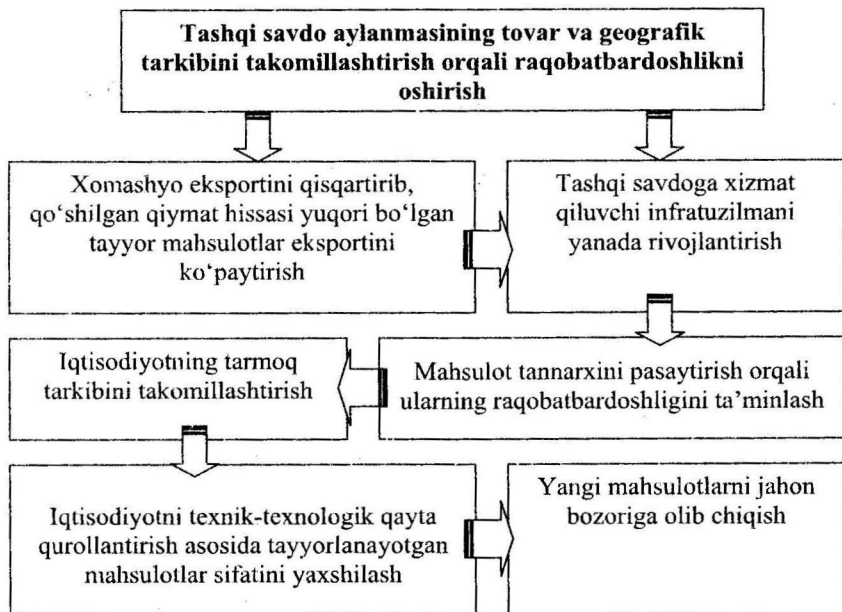 Tashqi savdo aylanmasining tovar va geografik
tarkibini takomillashtirish orqali raqobatbardoshlikni
oshirish
Xomashyo eksportini qisqartirib,
qo‘shilgan qiymat hissasi yuqori bo‘lgan
tayyor mahsulotlar eksportini
ko‘paytirish
Tashqi savdoga xizmat
qiluvchi infratuzilmani
yanada rivojlantirish
Iqtisodiyotning tarmoq
tarkibini takomillashtirish
Mahsulot tannarxini pasaytirish orqali
ularning raqobatbardoshligini ta’minlash
Iqtisodiyotni texnik-texnologik qayta
qurollantirish asosida tayyorlanayotgan
mahsulotlar sifatini yaxshilash
Yangi mahsulotlarni jahon
bozoriga olib chiqish